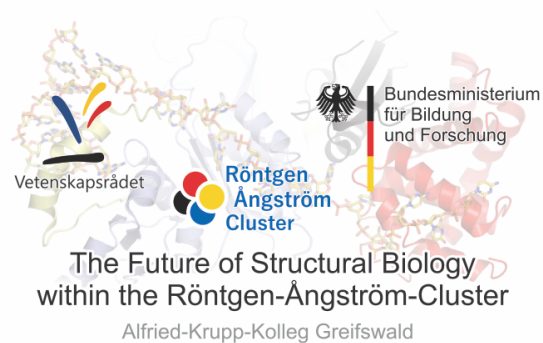 Bundesministerium
für Bildung
und Forschung
Vetenskapsrådet
Röntgen
Ångström
Cluster
The Future of Structural Biology
within the Röntgen-Ångström-Cluster
Alfried-Krupp-Kolleg Greifswald